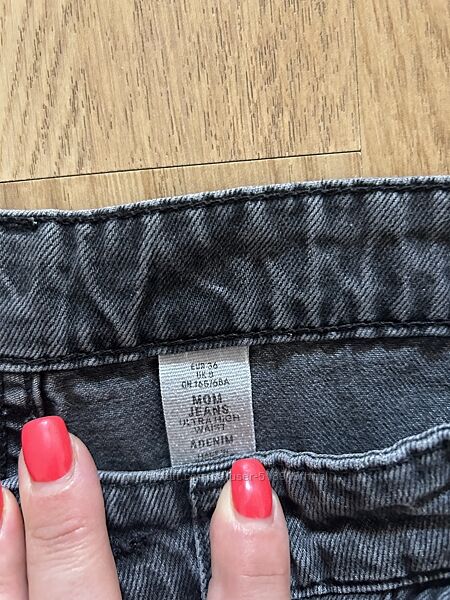 EUR 36
UK 8
CN 165/68A
MOM
JEANS
ULTRA HIGH
WAIST
&DENIM